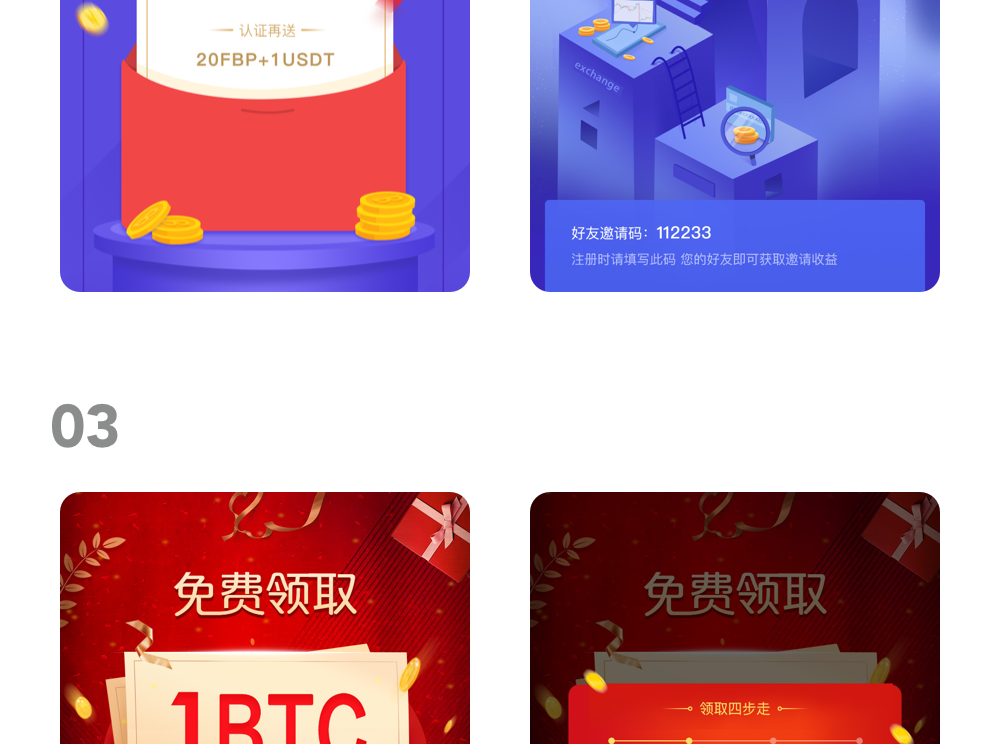 认证再送
20FBP+1USDT
exchange
好友邀请码：112233
注册时请填写此码 您的好友即可获取邀请收益
03
免费领取
1BTC
免费领取
领取四步走